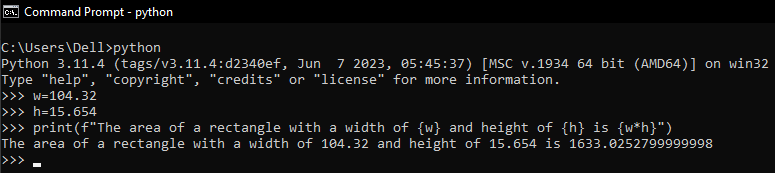 Command Prompt - python
C:\Users\Dell>python
Python 3.11.4 (tags/v3.11.4:d2340ef, Jun  7 2023, 05:45:37) [MSC v.1934 64 bit (AMD64)] on win32
Type "help", "copyright", "credits" or "license" for more information.
>>> w=104.32
>>> h=15.654
>>> print(f"The area of a rectangle with a width of {w} and height of {h} is {w*h}")
The area of a rectangle with a width of 104.32 and height of 15.654 is 1633.0252799999998
>>>